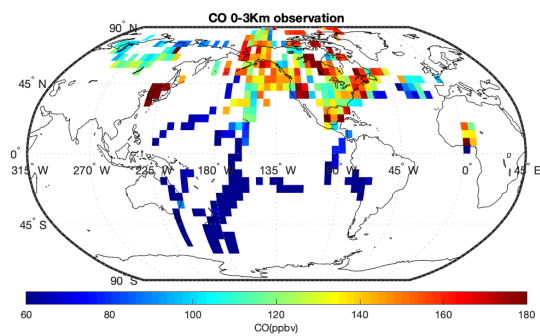 CO 0-3Km observation
90° N
45° N
0°
315° W 270° W 225° W 180° W 135° W 90° W 45° W 0° 45° E
45° S
90° S
60 80 100 120 140 160 180
CO(ppbv)